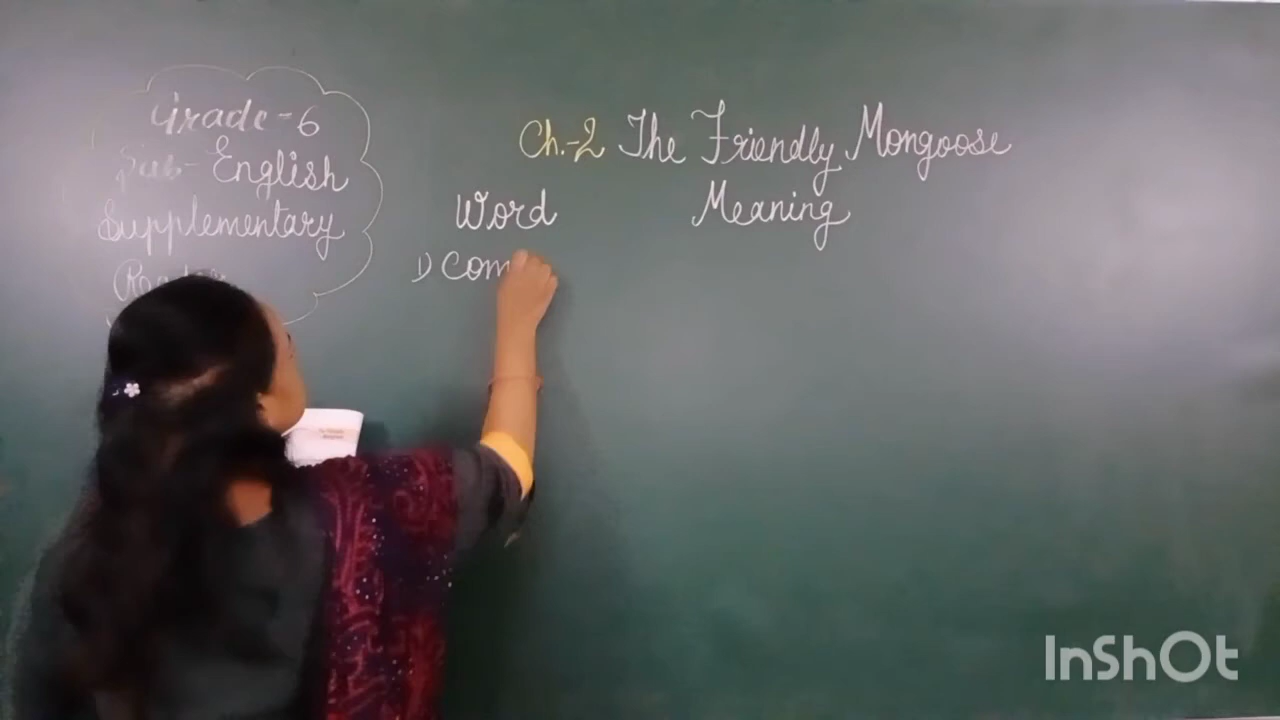 Grade-6
Sub- English
Supplementary
Ch.-2 The Friendly Mongoose
Word Meaning
1) Com
InShOt